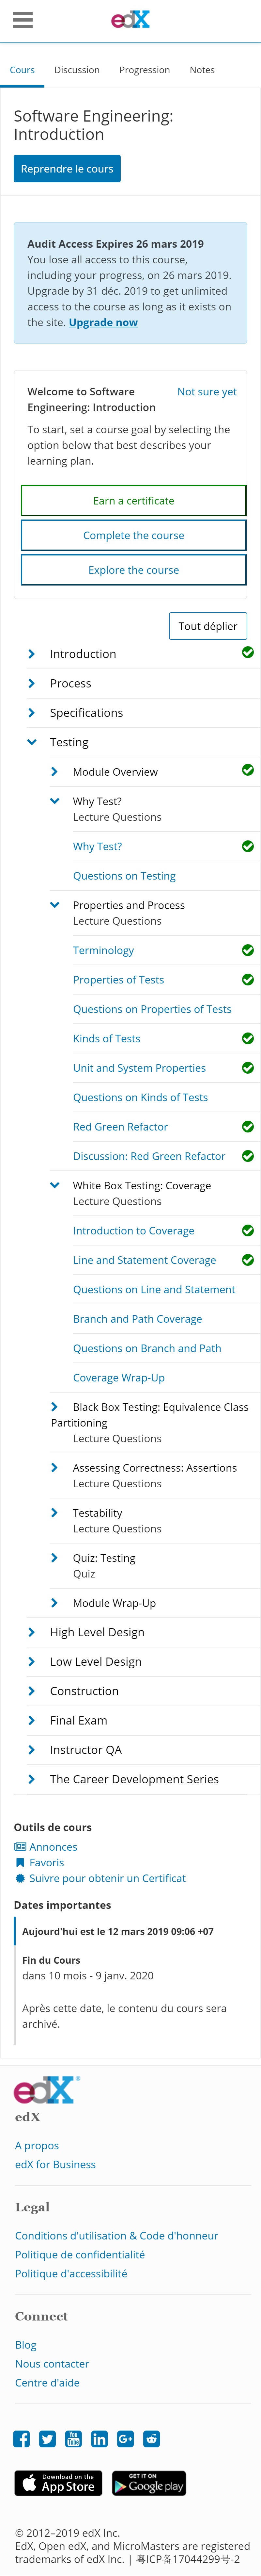 edX
Cours Discussion Progression Notes
Software Engineering:
Introduction
Reprendre le cours
Audit Access Expires 26 mars 2019
You lose all access to this course,
including your progress, on 26 mars 2019.
Upgrade by 31 déc. 2019 to get unlimited
access to the course as long as it exists on
the site. Upgrade now
Welcome to Software
Engineering: Introduction
Not sure yet
To start, set a course goal by selecting the
option below that best describes your
learning plan.
Earn a certificate
Complete the course
Explore the course
Tout déplier
Introduction
Process
Specifications
Testing
Module Overview
Why Test?
Lecture Questions
Why Test?
Questions on Testing
Properties and Process
Lecture Questions
Terminology
Properties of Tests
Questions on Properties of Tests
Kinds of Tests
Unit and System Properties
Questions on Kinds of Tests
Red Green Refactor
Discussion: Red Green Refactor
White Box Testing: Coverage
Lecture Questions
Introduction to Coverage
Line and Statement Coverage
Questions on Line and Statement
Branch and Path Coverage
Questions on Branch and Path
Coverage Wrap-Up
Black Box Testing: Equivalence Class
Partitioning
Lecture Questions
Assessing Correctness: Assertions
Lecture Questions
Testability
Lecture Questions
Quiz: Testing
Quiz
Module Wrap-Up
High Level Design
Low Level Design
Construction
Final Exam
Instructor QA
The Career Development Series
Outils de cours
Annonces
Favoris
Suivre pour obtenir un Certificat
Dates importantes
Aujourd'hui est le 12 mars 2019 09:06 +07
Fin du Cours
dans 10 mois - 9 janv. 2020
Après cette date, le contenu du cours sera
archivé.
edX
edX
A propos
edX for Business
Legal
Conditions d'utilisation & Code d'honneur
Politique de confidentialité
Politique d'accessibilité
Connect
Blog
Nous contacter
Centre d'aide
Download on the App Store
GET IT ON Google play
© 2012–2019 edX Inc.
EdX, Open edX, and MicroMasters are registered
trademarks of edX Inc. | 粤ICP备17044299号-2